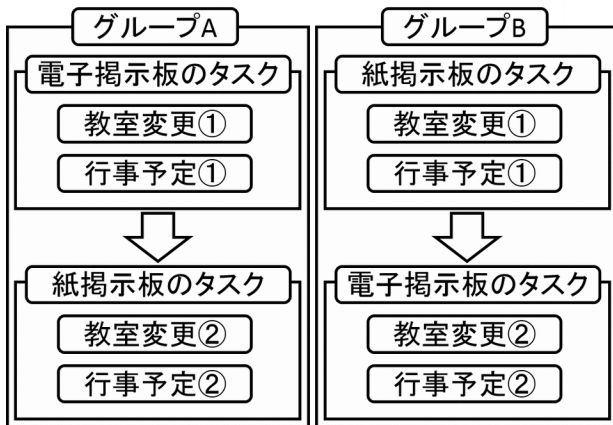 グループA
電子掲示板のタスク
教室変更①
行事予定①
紙掲示板のタスク
教室変更②
行事予定②
グループB
紙掲示板のタスク
教室変更①
行事予定①
電子掲示板のタスク
教室変更②
行事予定②